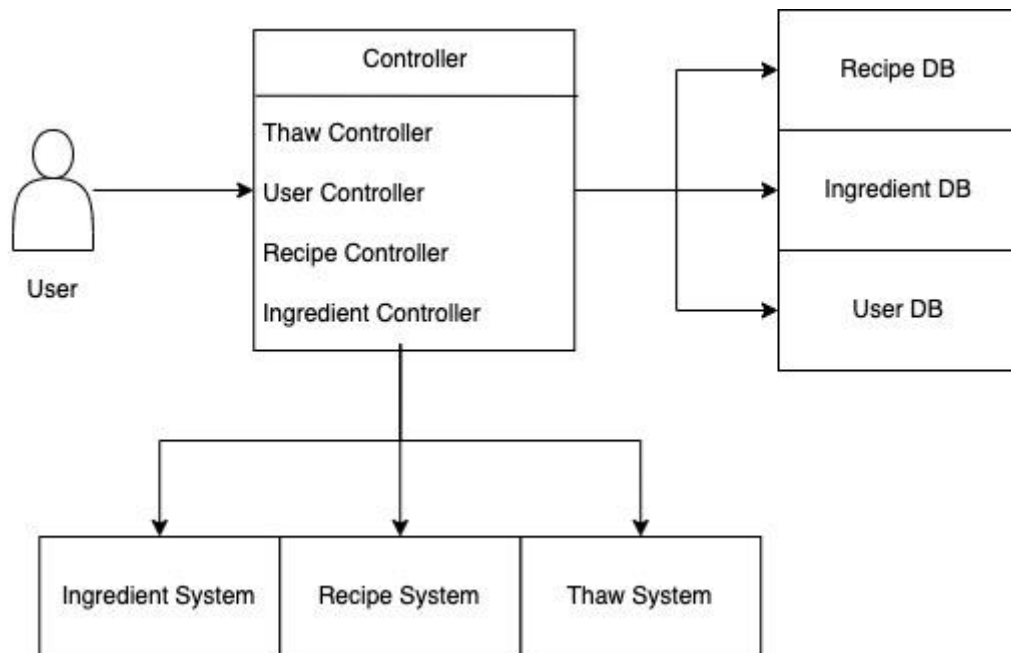 Controller
Thaw Controller
User Controller
Recipe Controller
Ingredient Controller
User
Recipe DB
Ingredient DB
User DB
Ingredient System
Recipe System
Thaw System